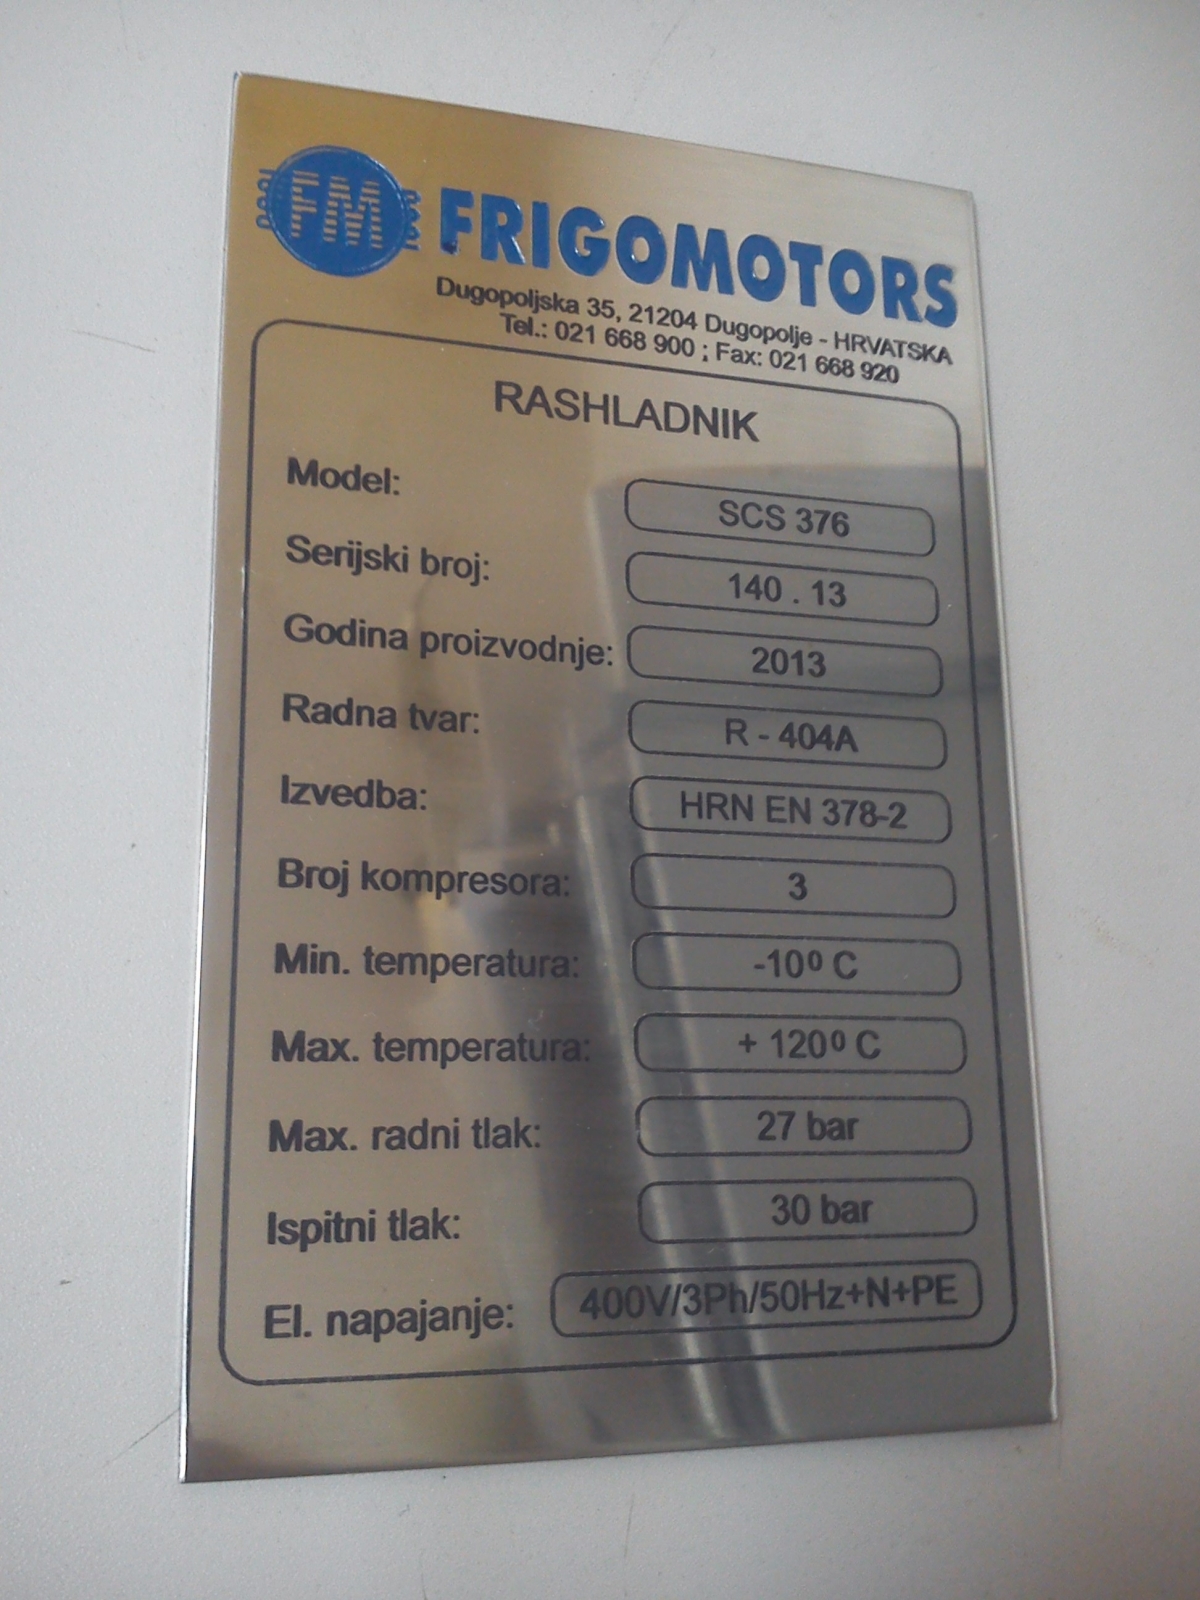 FM FRIGOMOTORS
Dugopoljska 35, 21204 Dugopolje - HRVATSKA
Tel.: 021 668 900 ; Fax: 021 668 920
RASHLADNIK
Model: SCS 376
Serijski broj: 140 . 13
Godina proizvodnje: 2013
Radna tvar: R - 404A
Izvedba: HRN EN 378-2
Broj kompresora: 3
Min. temperatura: -10º C
Max. temperatura: + 120º C
Max. radni tlak: 27 bar
Ispitni tlak: 30 bar
El. napajanje: 400V/3Ph/50Hz+N+PE